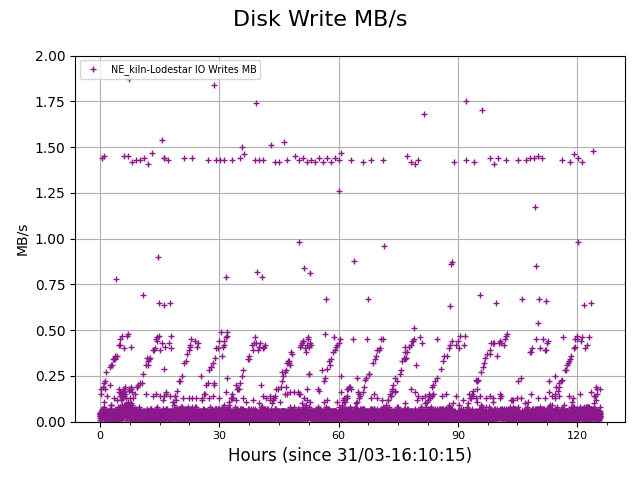 Disk Write MB/s
2.00
NE_kiln-Lodestar IO Writes MB
1.75
1.50
1.25
MB/s
1.00
0.75
0.50
0.25
0.00
0 30 60 90 120
Hours (since 31/03-16:10:15)